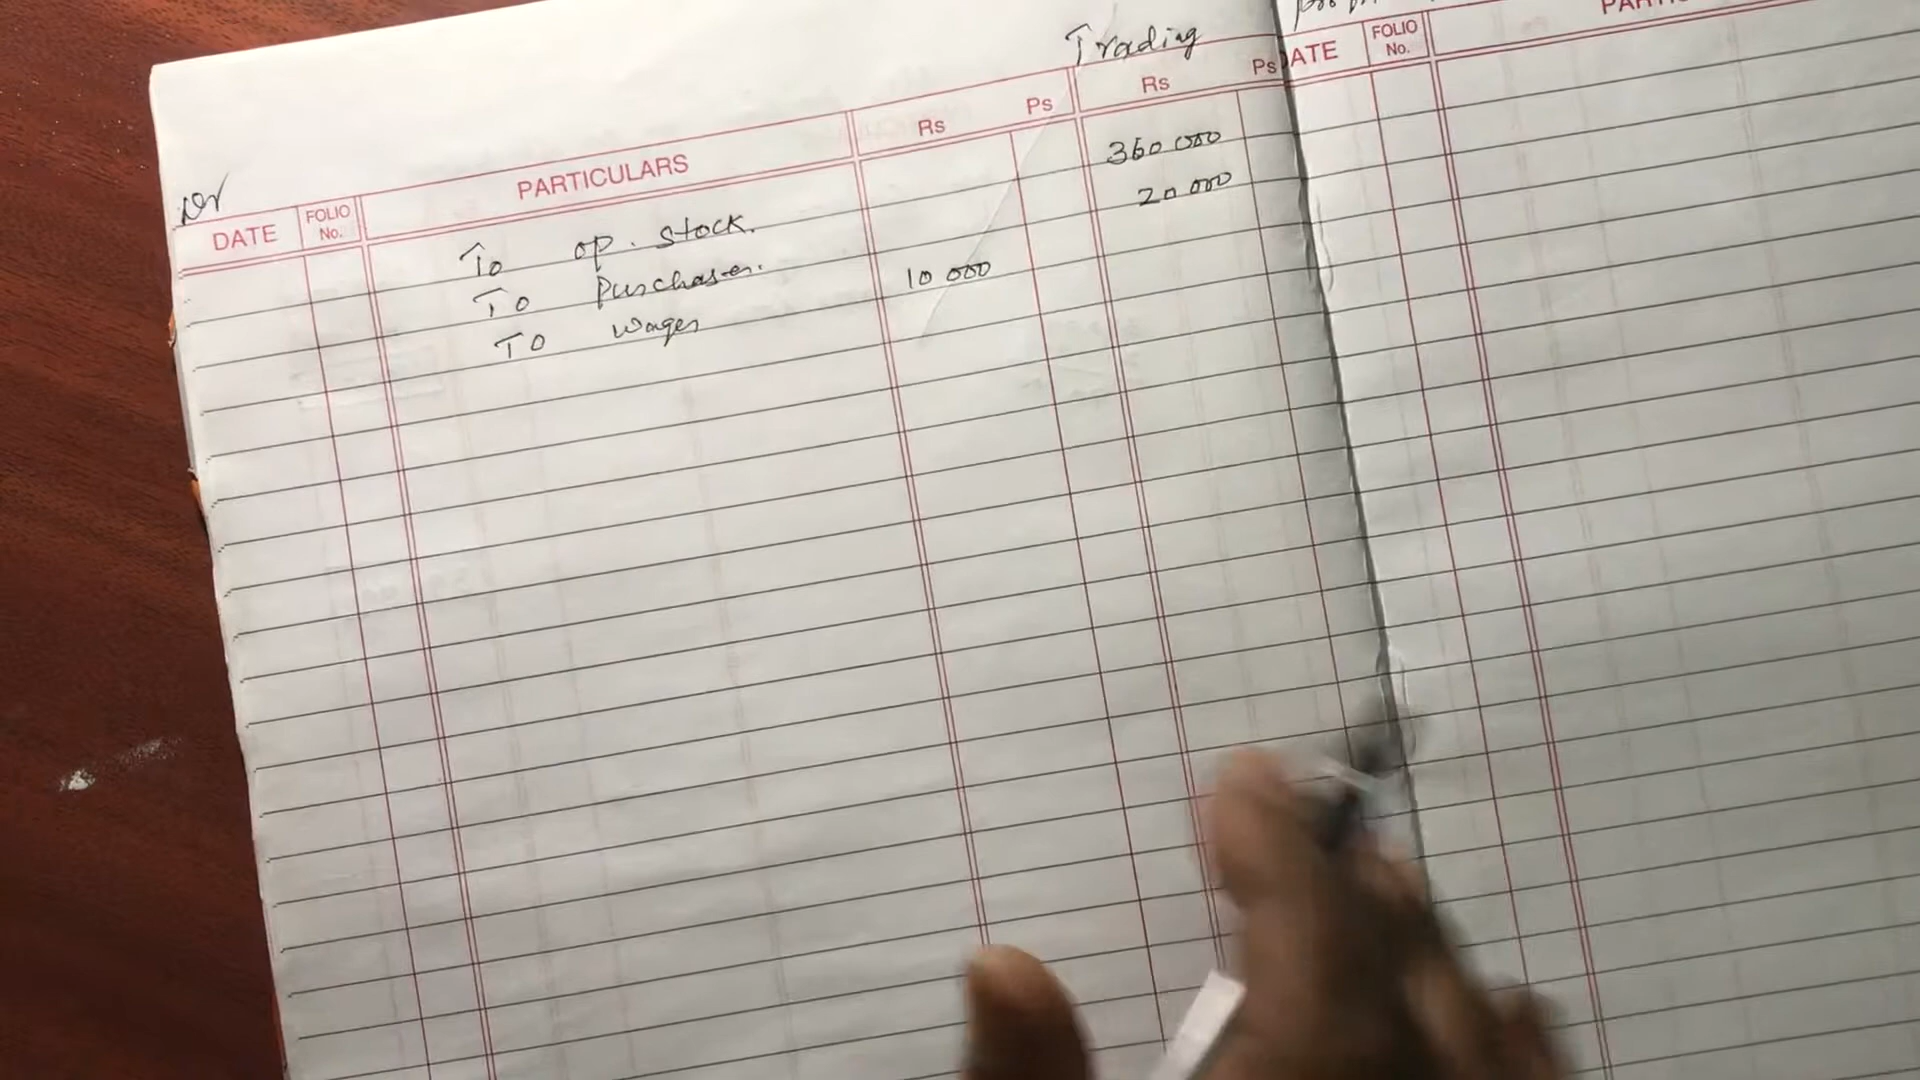 Trading
Dr
DATE FOLIO No. PARTICULARS Rs Ps Rs Ps DATE FOLIO No.
To op. stock. 360 000
To Purchases. 20 000
To wages 10 000